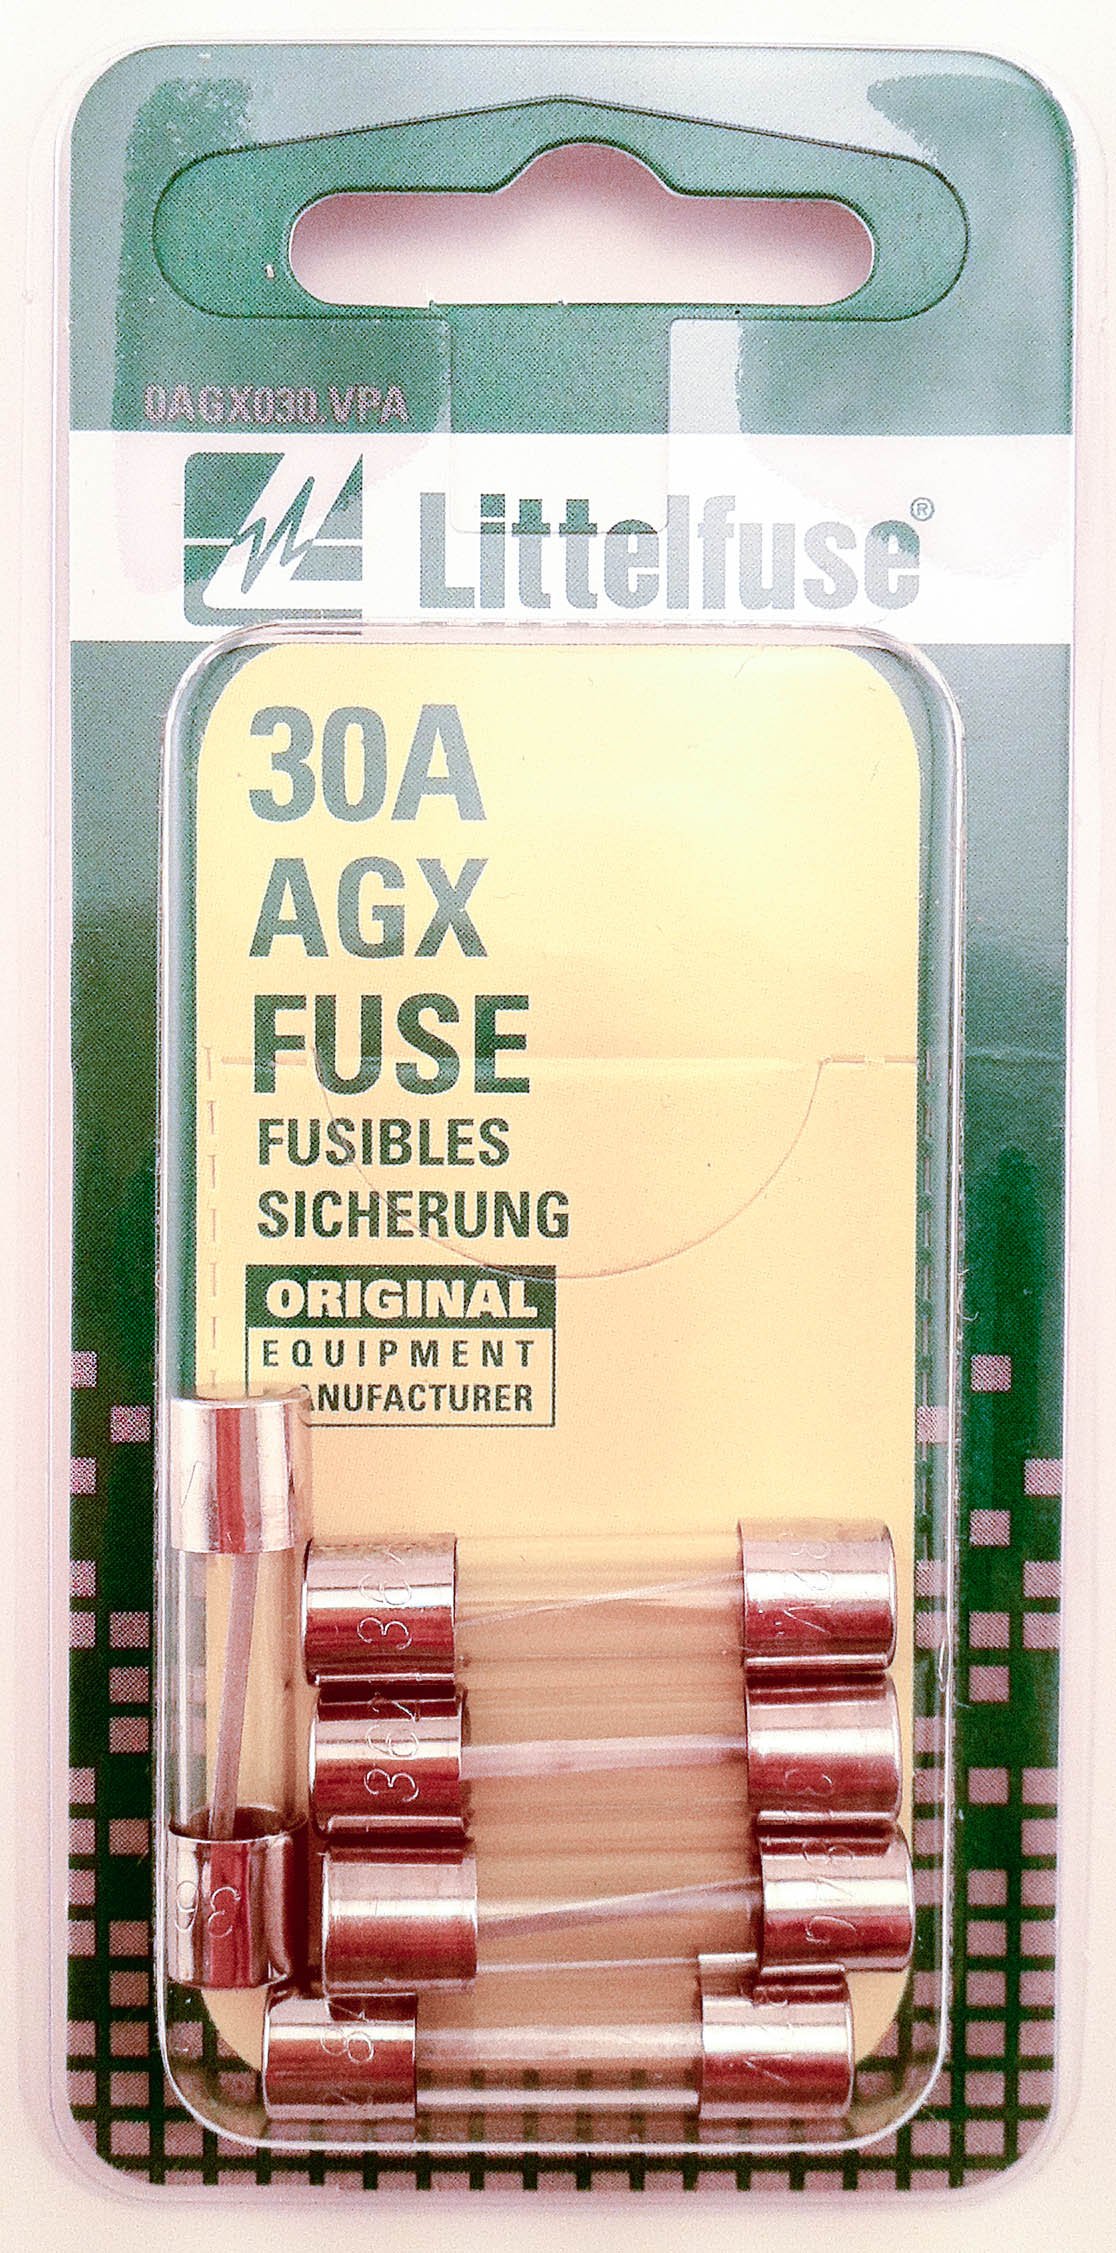 0AGX030.VPA
Littelfuse®
30A
AGX
FUSE
FUSIBLES
SICHERUNG
ORIGINAL
EQUIPMENT
MANUFACTURER